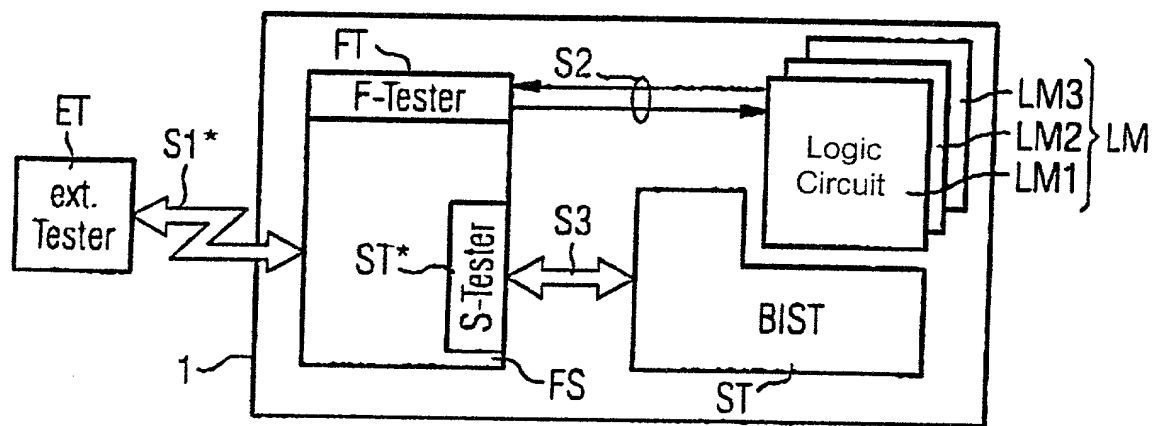 FT
F-Tester
S2
LM3
LM2
LM
LM1
Logic
Circuit
ET
S1*
ext.
Tester
ST*
S-Tester
S3
BIST
1
FS
ST